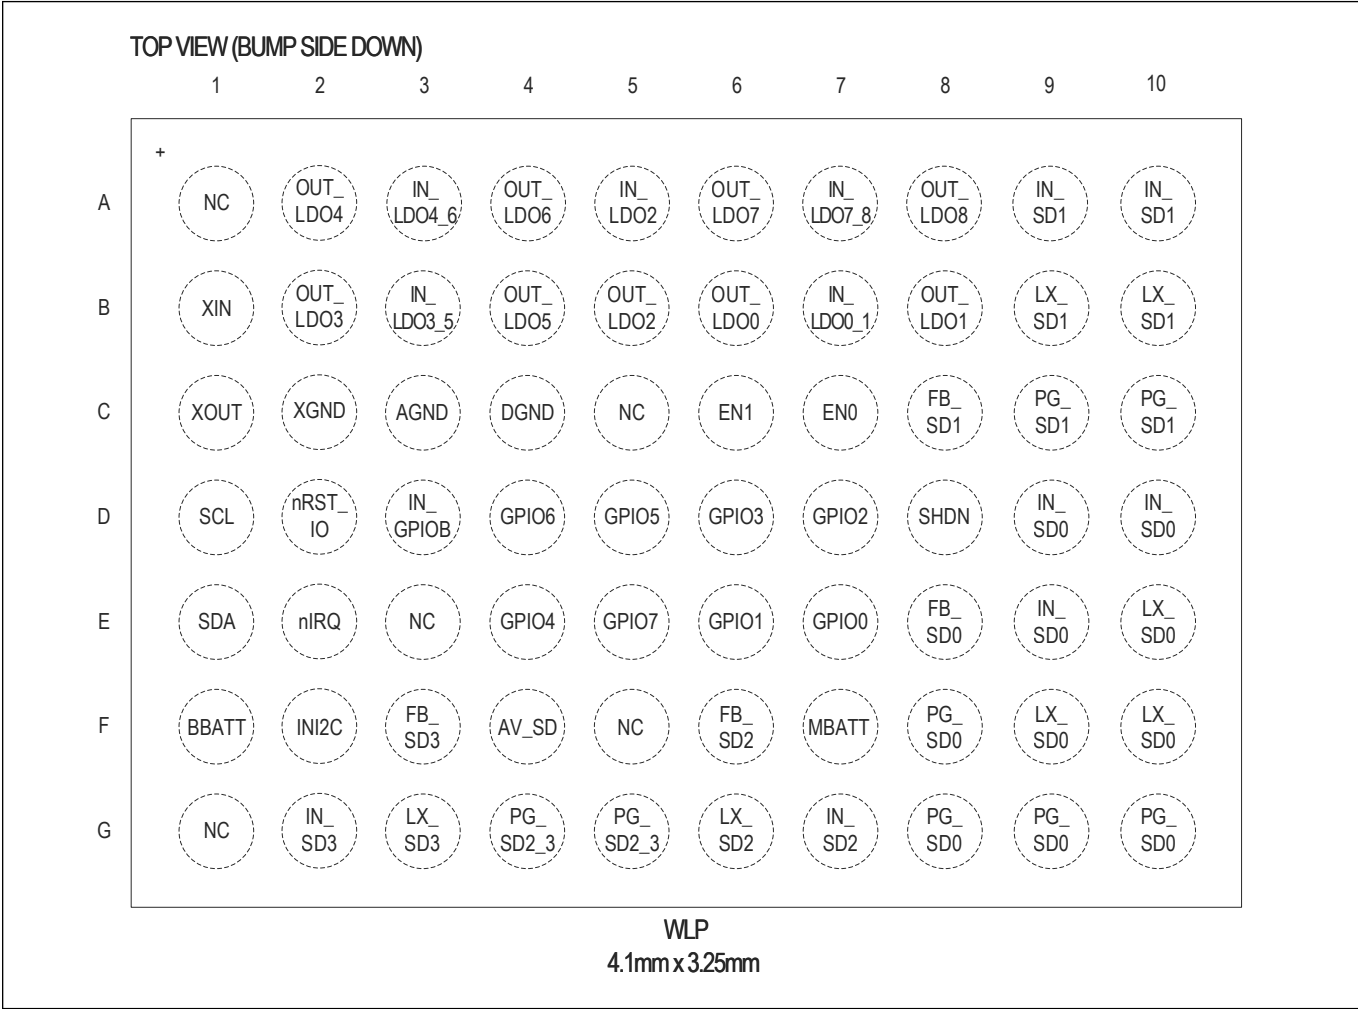 TOP VIEW (BUMP SIDE DOWN)
1 2 3 4 5 6 7 8 9 10
+
A NC OUT_ IN_ OUT_ IN_ OUT_ IN_ OUT_ IN_ IN_
LDO4 LDO4_6 LDO6 LDO2 LDO7 LDO7_8 LDO8 SD1 SD1
B XIN OUT_ IN_ OUT_ OUT_ OUT_ IN_ OUT_ LX_ LX_
LDO3 LDO3_5 LDO5 LDO2 LDO0 LDO0_1 LDO1 SD1 SD1
C XOUT XGND AGND DGND NC EN1 EN0 FB_ PG_ PG_
SD1 SD1 SD1
D SCL nRST_ IN_ GPIO6 GPIO5 GPIO3 GPIO2 SHDN IN_ IN_
IO GPIOB SD0 SD0
E SDA nIRQ NC GPIO4 GPIO7 GPIO1 GPIO0 FB_ IN_ LX_
SD0 SD0 SD0
F BBATT INI2C FB_ AV_SD NC FB_ MBATT PG_ LX_ LX_
SD3 SD2 SD0 SD0 SD0
G NC IN_ LX_ PG_ PG_ LX_ IN_ PG_ PG_ PG_
SD3 SD3 SD2_3 SD2_3 SD2 SD2 SD0 SD0 SD0
WLP
4.1mm x 3.25mm